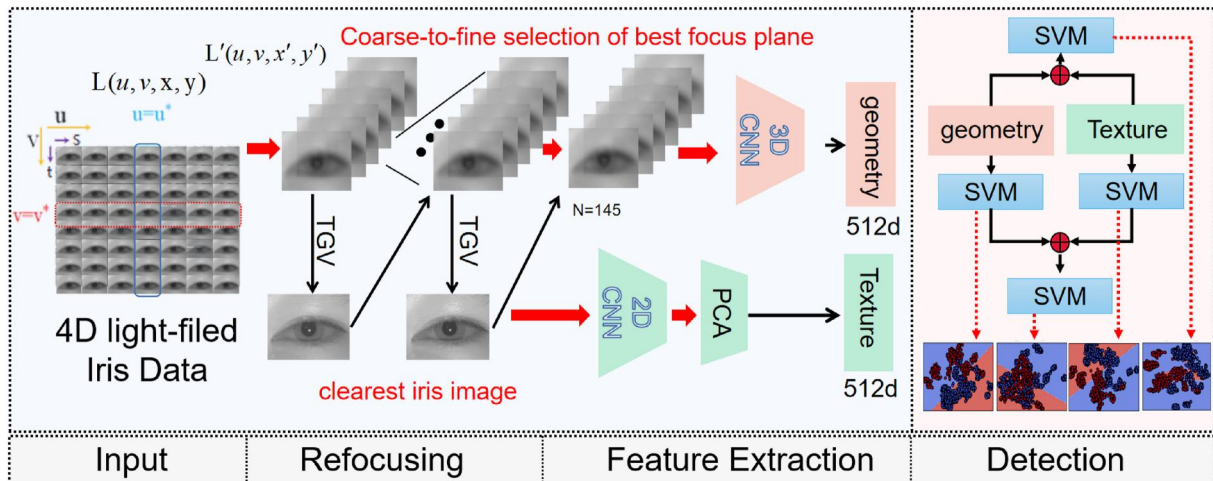 Coarse-to-fine selection of best focus plane
L′(u, v, x′, y′)
L(u, v, x, y)
u=u*
u
V
S
t
v=v*
4D light-filed
Iris Data
TGV
TGV
clearest iris image
N=145
3D
CNN
geometry
512d
2D
CNN
PCA
Texture
512d
SVM
geometry
Texture
SVM
SVM
SVM
Input
Refocusing
Feature Extraction
Detection